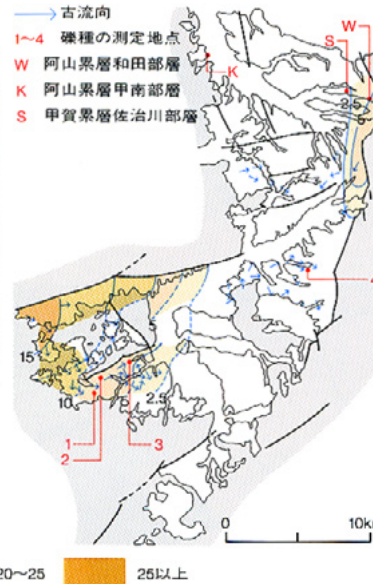 古流向
1~4 礫種の測定地点
W 阿山累層和田部層
K 阿山累層甲南部層
S 甲賀累層佐治川部層
W
S
K
2.5
5
4
5
15
10
2.5
1
2
3
0 10k
20~25 25以上